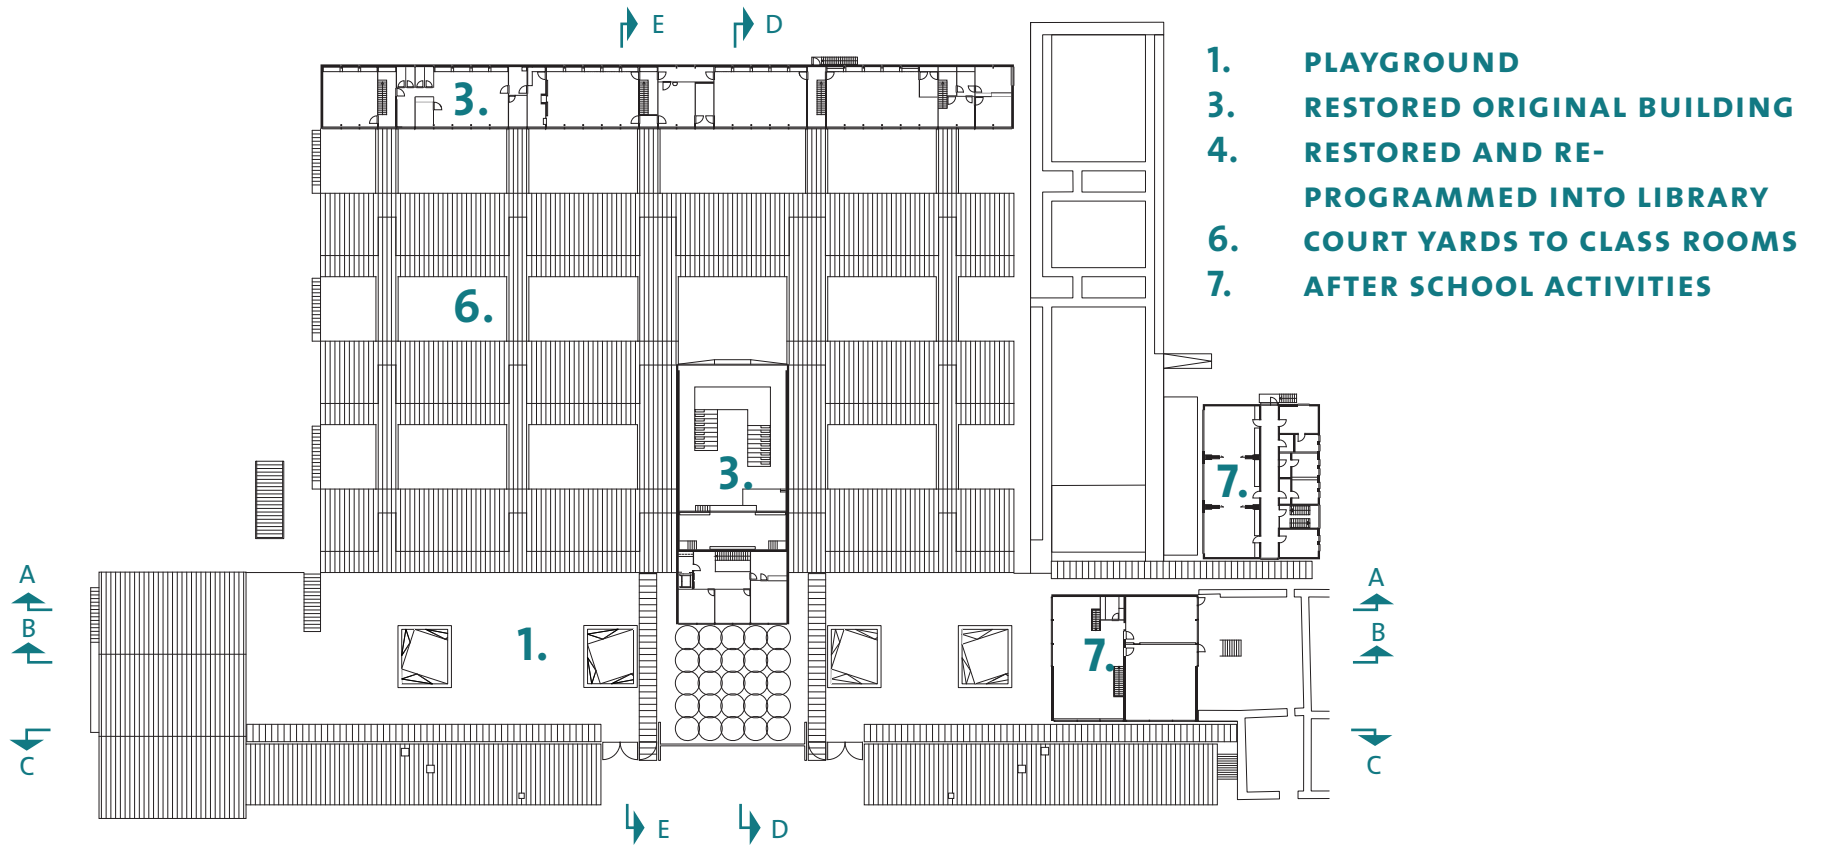 E D
1. PLAYGROUND
3. RESTORED ORIGINAL BUILDING
4. RESTORED AND RE-
PROGRAMMED INTO LIBRARY
6. COURT YARDS TO CLASS ROOMS
7. AFTER SCHOOL ACTIVITIES
3.
6.
3.
7.
A A
B B
1.
7.
C C
E D